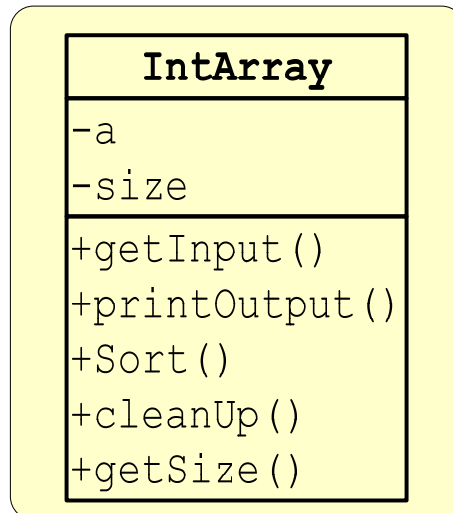 IntArray
-a
-size
+getInput()
+printOutput()
+Sort()
+cleanUp()
+getSize()